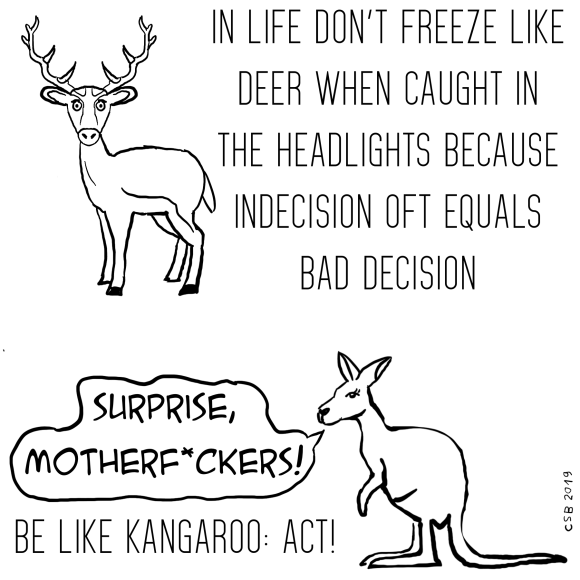 IN LIFE DON'T FREEZE LIKE
DEER WHEN CAUGHT IN
THE HEADLIGHTS BECAUSE
INDECISION OFT EQUALS
BAD DECISION
SURPRISE,
MOTHERF*CKERS!
BE LIKE KANGAROO: ACT!
CSB 2019